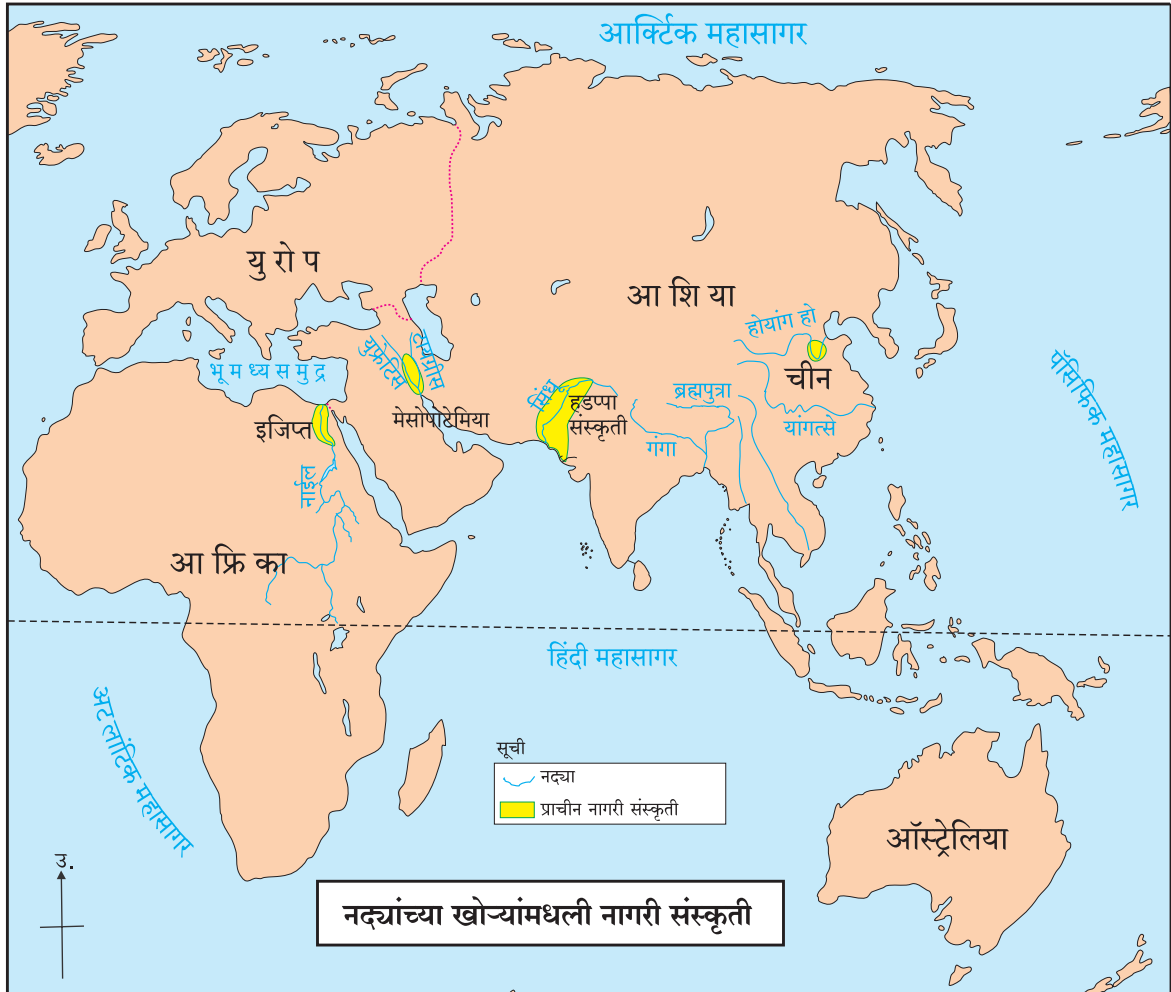 आर्क्टिक महासागर
यु रो प
आ शि या
होयांग हो
चीन
यांगत्से
ब्रह्मपुत्रा
गंगा
सिंधू
हडप्पा
संस्कृती
टायग्रीस
युफ्रेटिस
मेसोपोटेमिया
भू म ध्य स मु द्र
इजिप्त
नाईल
आ फ्रि का
पॅसिफिक महासागर
हिंदी महासागर
अटलांटिक महासागर
सूची
नद्या
प्राचीन नागरी संस्कृती
ऑस्ट्रेलिया
उ.
नद्यांच्या खोऱ्यांमधली नागरी संस्कृती